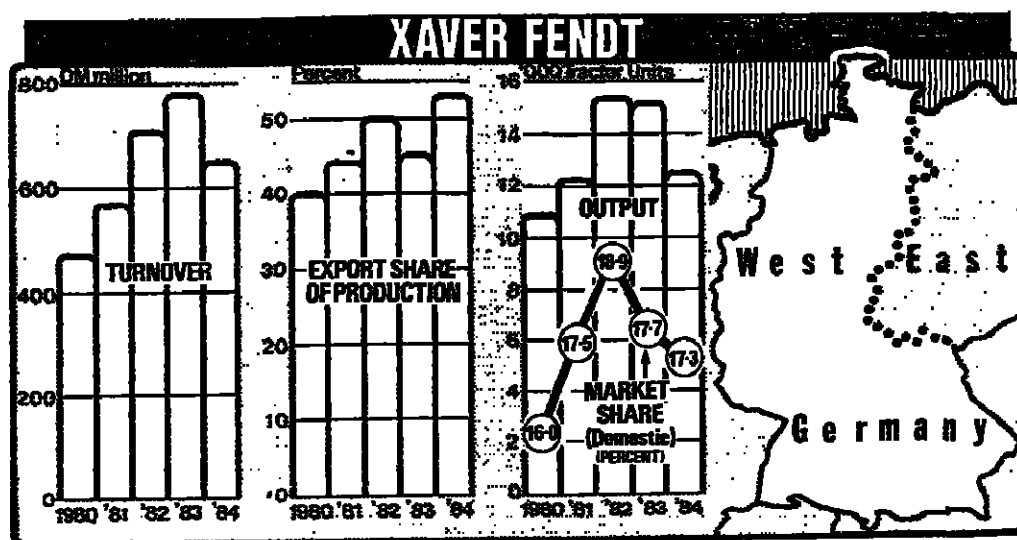 XAVER FENDT
DM million
800
600
400
200
0
TURNOVER
1980 '81 '82 '83 '84
Percent
50
40
30
20
10
0
EXPORT SHARE
OF PRODUCTION
1980 '81 '82 '83 '84
'000 Tractor Units
16
14
12
10
8
6
4
2
0
OUTPUT
18·9
17·5
17·7
17·3
16·0
MARKET
SHARE
(Domestic)
(PERCENT)
1980 '81 '82 '83 '84
West East
Germany